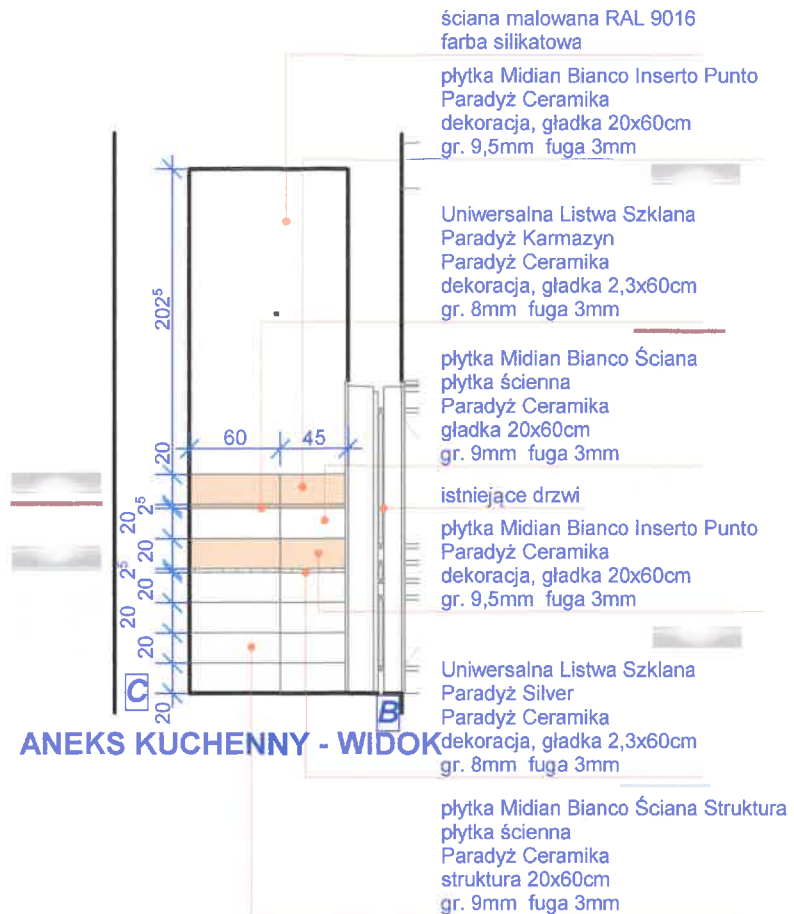 ściana malowana RAL 9016
farba silikatowa
płytka Midian Bianco Inserto Punto
Paradyż Ceramika
dekoracja, gładka 20x60cm
gr. 9,5mm fuga 3mm
Uniwersalna Listwa Szklana
Paradyż Karmazyn
Paradyż Ceramika
dekoracja, gładka 2,3x60cm
gr. 8mm fuga 3mm
płytka Midian Bianco Ściana
płytka ścienna
Paradyż Ceramika
gładka 20x60cm
gr. 9mm fuga 3mm
istniejące drzwi
płytka Midian Bianco Inserto Punto
Paradyż Ceramika
dekoracja, gładka 20x60cm
gr. 9,5mm fuga 3mm
Uniwersalna Listwa Szklana
Paradyż Silver
Paradyż Ceramika
dekoracja, gładka 2,3x60cm
gr. 8mm fuga 3mm
płytka Midian Bianco Ściana Struktura
płytka ścienna
Paradyż Ceramika
struktura 20x60cm
gr. 9mm fuga 3mm
202⁵
60 45
20
2⁵
20
20
2⁵
20
20
20
20
C
B
ANEKS KUCHENNY - WIDOK